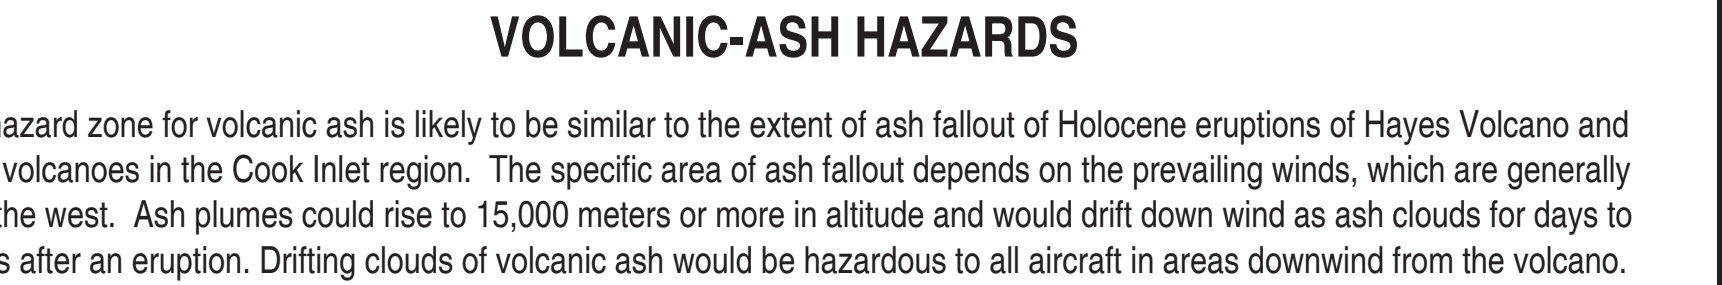 VOLCANIC-ASH HAZARDS
hazard zone for volcanic ash is likely to be similar to the extent of ash fallout of Holocene eruptions of Hayes Volcano and
volcanoes in the Cook Inlet region. The specific area of ash fallout depends on the prevailing winds, which are generally
the west. Ash plumes could rise to 15,000 meters or more in altitude and would drift down wind as ash clouds for days to
after an eruption. Drifting clouds of volcanic ash would be hazardous to all aircraft in areas downwind from the volcano.